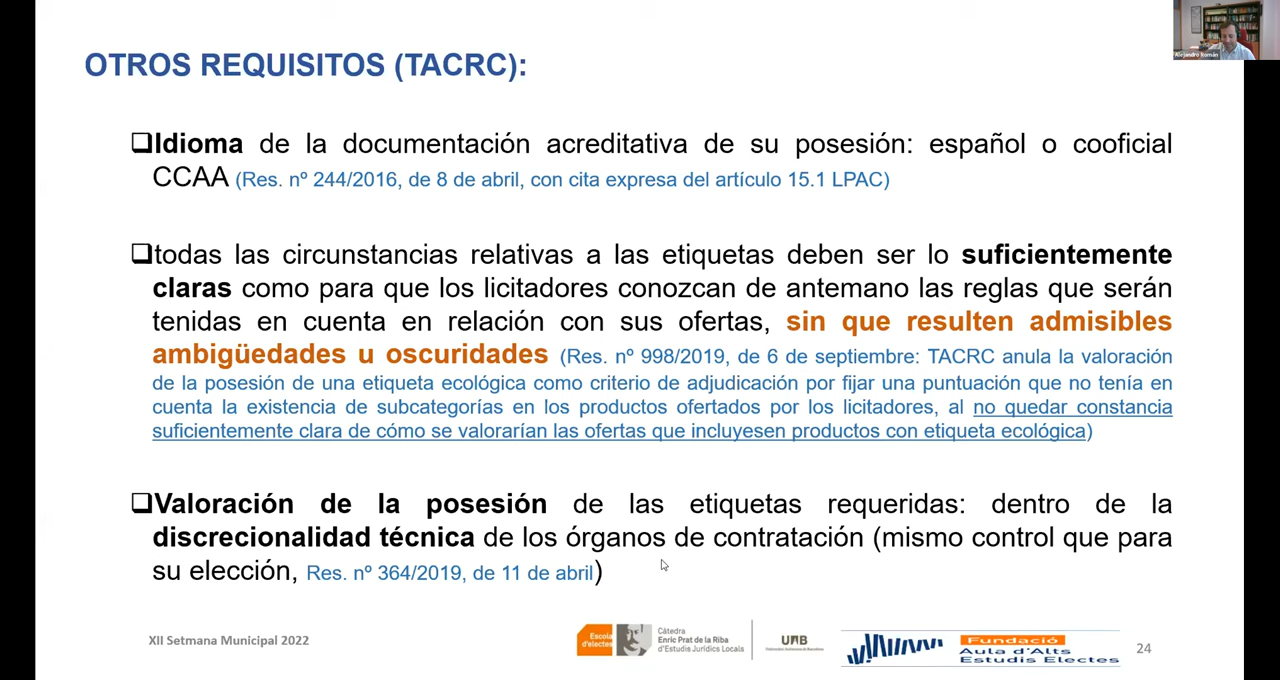 Alejandro Román
OTROS REQUISITOS (TACRC):
❑Idioma de la documentación acreditativa de su posesión: español o cooficial
CCAA (Res. nº 244/2016, de 8 de abril, con cita expresa del artículo 15.1 LPAC)
❑todas las circunstancias relativas a las etiquetas deben ser lo suficientemente
claras como para que los licitadores conozcan de antemano las reglas que serán
tenidas en cuenta en relación con sus ofertas, sin que resulten admisibles
ambigüedades u oscuridades (Res. nº 998/2019, de 6 de septiembre: TACRC anula la valoración
de la posesión de una etiqueta ecológica como criterio de adjudicación por fijar una puntuación que no tenía en
cuenta la existencia de subcategorías en los productos ofertados por los licitadores, al no quedar constancia
suficientemente clara de cómo se valorarían las ofertas que incluyesen productos con etiqueta ecológica)
❑Valoración de la posesión de las etiquetas requeridas: dentro de la
discrecionalidad técnica de los órganos de contratación (mismo control que para
su elección, Res. nº 364/2019, de 11 de abril)
XII Setmana Municipal 2022
Escola
d'electes
Cátedra
Enric Prat de la Riba
d'Estudis Jurídics Locals
UAB
Universitat Autònoma de Barcelona
Fundació
Aula d'Alts
Estudis Electes
24